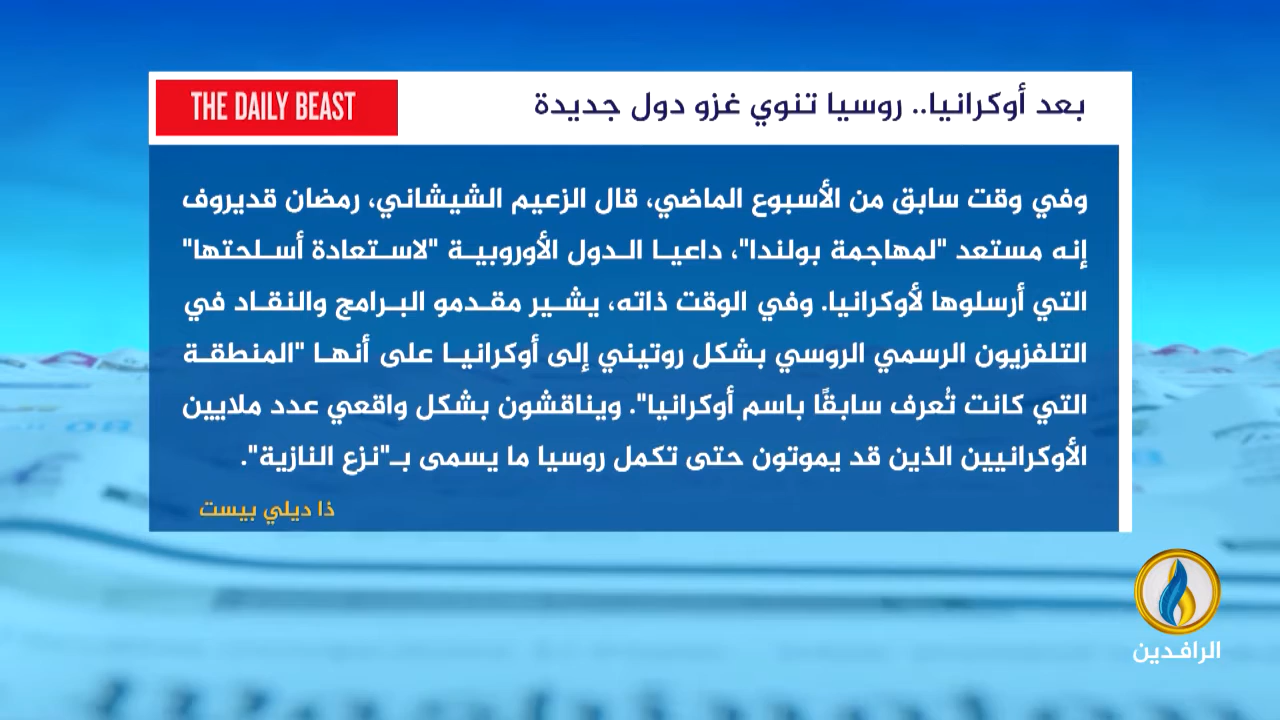 THE DAILY BEAST
بعد أوكرانيا.. روسيا تنوي غزو دول جديدة
وفي وقت سابق من الأسبوع الماضي، قال الزعيم الشيشاني، رمضان قديروف
إنه مستعد "لمهاجمة بولندا"، داعيا الدول الأوروبية "لاستعادة أسلحتها"
التي أرسلوها لأوكرانيا. وفي الوقت ذاته، يشير مقدمو البرامج والنقاد في
التلفزيون الرسمي الروسي بشكل روتيني إلى أوكرانيا على أنها "المنطقة
التي كانت تُعرف سابقًا باسم أوكرانيا". ويناقشون بشكل واقعي عدد ملايين
الأوكرانيين الذين قد يموتون حتى تكمل روسيا ما يسمى بـ"نزع النازية".
ذا ديلي بيست
الرافدين